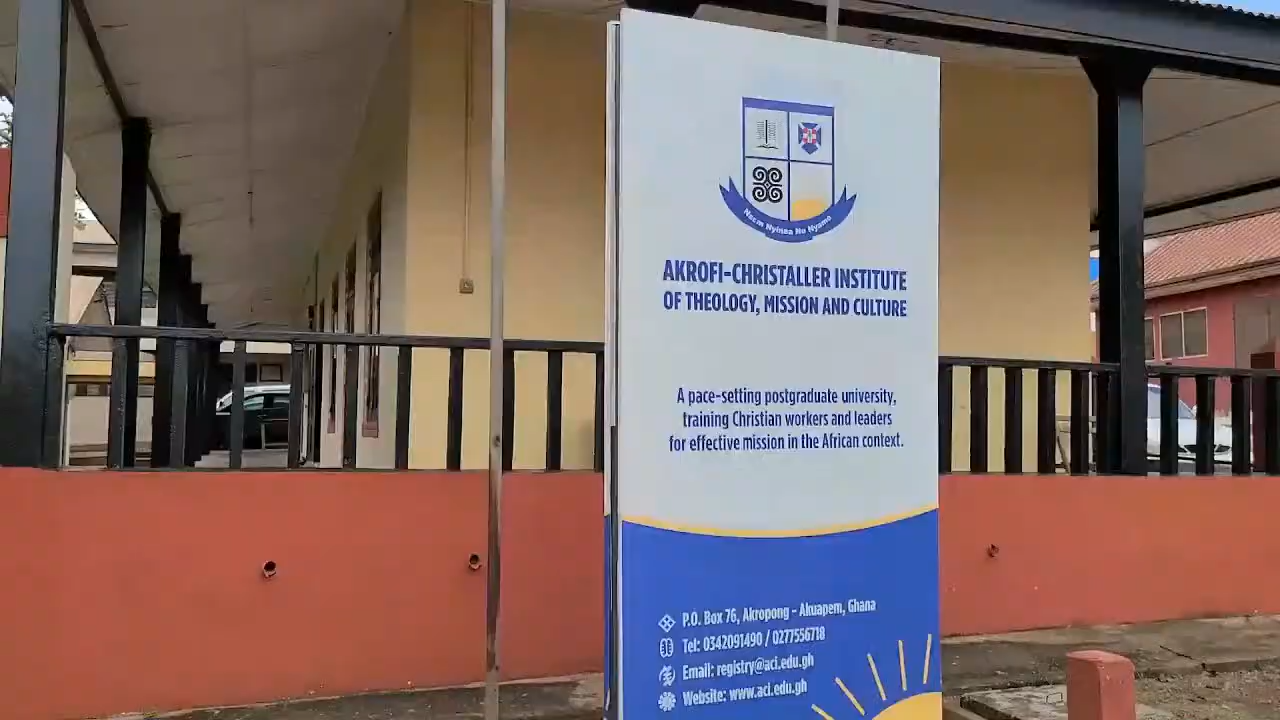 Nsem Nyinaa Ne Nyame
AKROFI-CHRISTALLER INSTITUTE
OF THEOLOGY, MISSION AND CULTURE
A pace-setting postgraduate university,
training Christian workers and leaders
for effective mission in the African context.
P.O. Box 76, Akropong - Akuapem, Ghana
Tel: 0342091490 / 0277556718
Email: registry@aci.edu.gh
Website: www.aci.edu.gh